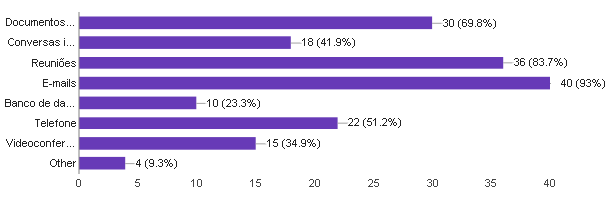 Documentos... 30 (69.8%)
Conversas i... 18 (41.9%)
Reuniões 36 (83.7%)
E-mails 40 (93%)
Banco de da... 10 (23.3%)
Telefone 22 (51.2%)
Videoconfer... 15 (34.9%)
Other 4 (9.3%)
0 5 10 15 20 25 30 35 40